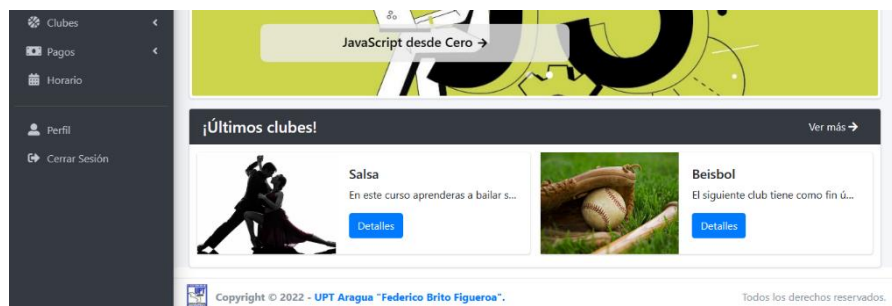 Clubes
Pagos
Horario
Perfil
Cerrar Sesión
JavaScript desde Cero →
¡Últimos clubes!
Ver más →
Salsa
En este curso aprenderas a bailar s...
Detalles
Beisbol
El siguiente club tiene como fin ú...
Detalles
Copyright © 2022 - UPT Aragua "Federico Brito Figueroa".
Todos los derechos reservados.